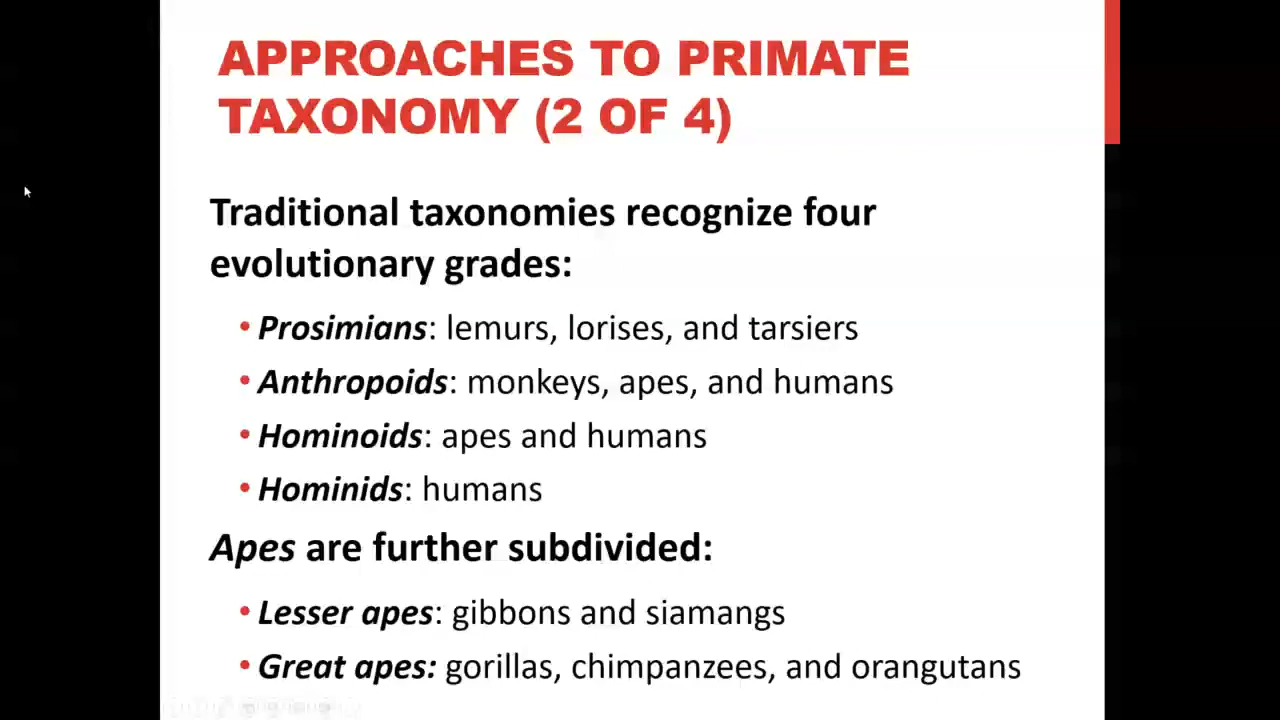 APPROACHES TO PRIMATE
TAXONOMY (2 OF 4)
Traditional taxonomies recognize four
evolutionary grades:
• Prosimians: lemurs, lorises, and tarsiers
• Anthropoids: monkeys, apes, and humans
• Hominoids: apes and humans
• Hominids: humans
Apes are further subdivided:
• Lesser apes: gibbons and siamangs
• Great apes: gorillas, chimpanzees, and orangutans